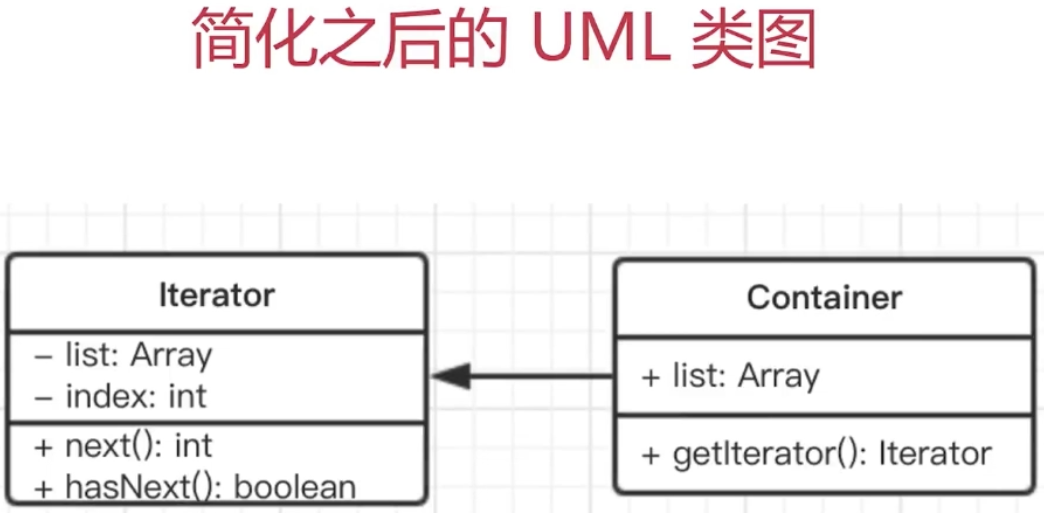 简化之后的 UML 类图
Iterator
– list: Array
– index: int
+ next(): int
+ hasNext(): boolean
Container
+ list: Array
+ getIterator(): Iterator